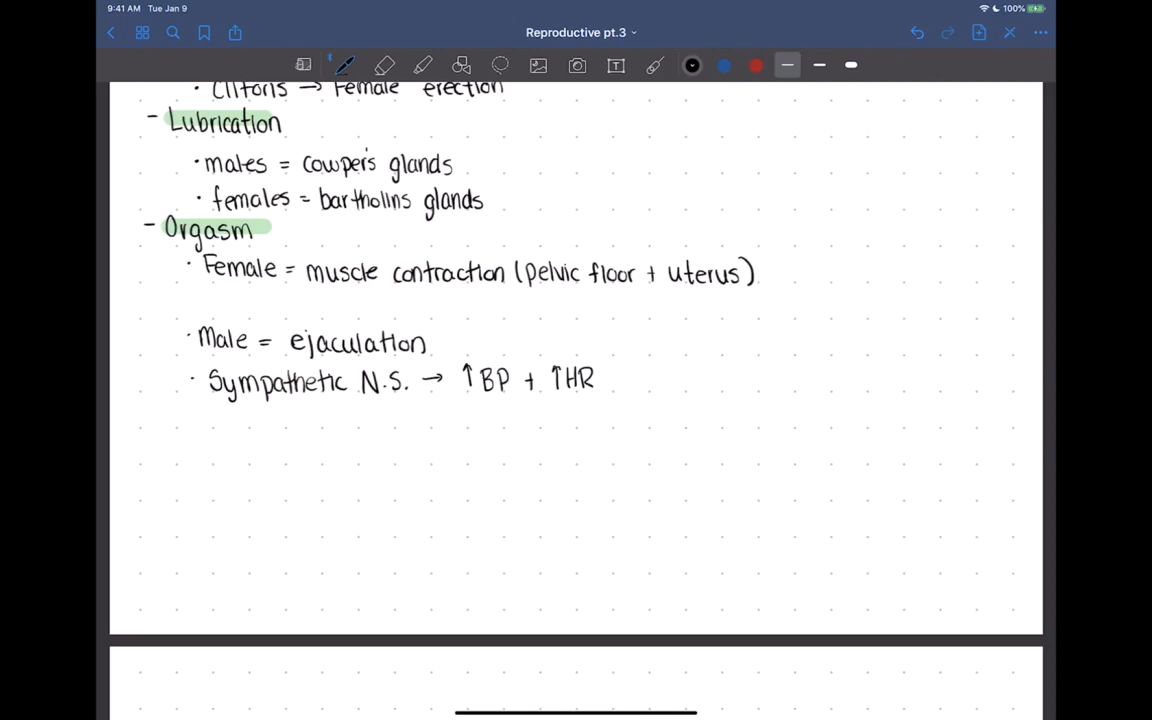 9:41 AM Tue Jan 9
100%
Reproductive pt.3
· Clitoris → Female erection
- Lubrication
· males = cowper's glands
· females = bartholins glands
- Orgasm
· Female = muscle contraction (pelvic floor + uterus)
· Male = ejaculation
· Sympathetic N.S. → ↑BP + ↑HR